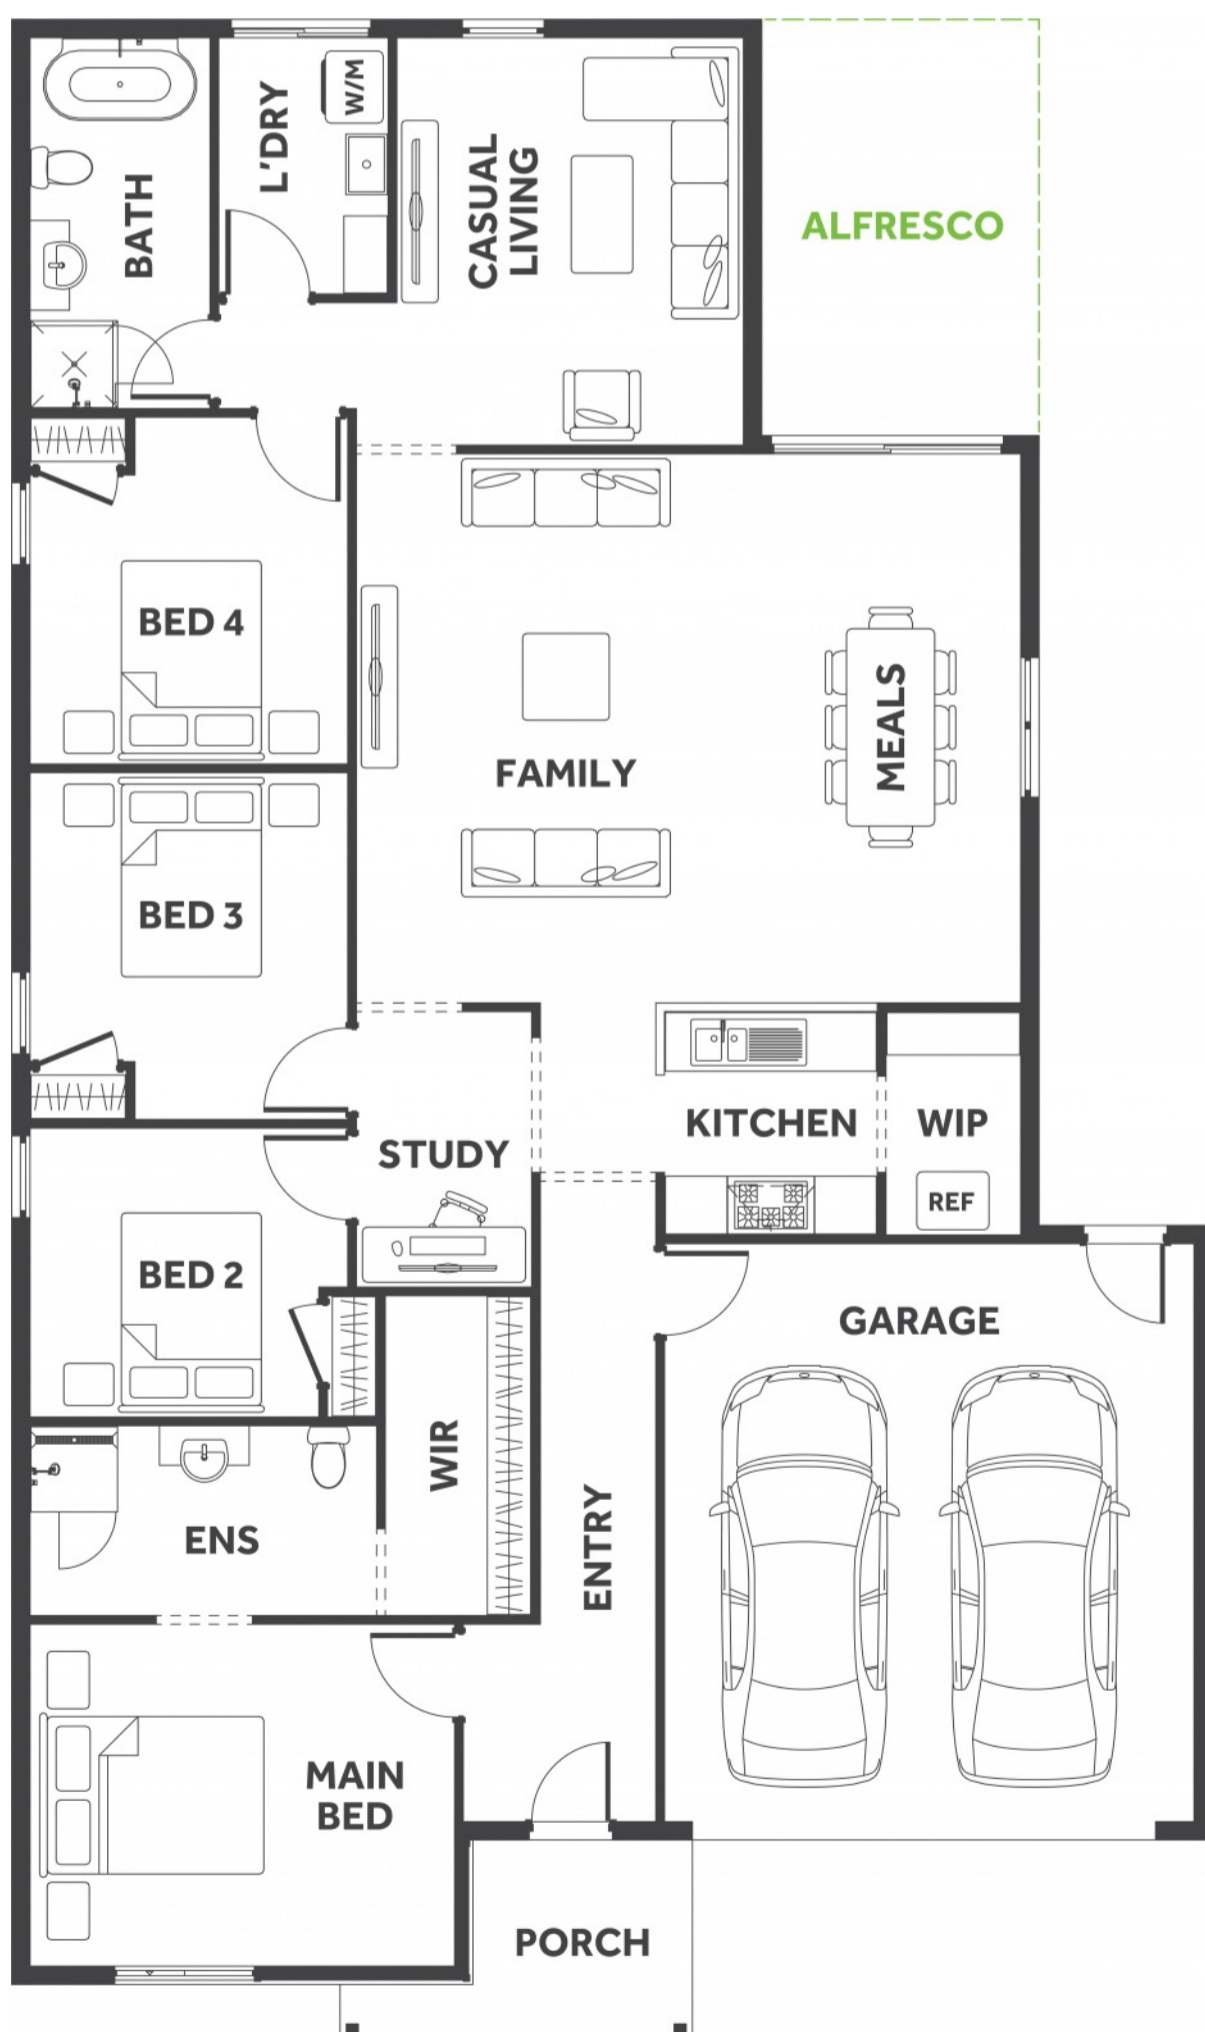 BATH
L'DRY
W/M
CASUAL
LIVING
ALFRESCO
BED 4
FAMILY
MEALS
BED 3
STUDY
KITCHEN
WIP
REF
BED 2
GARAGE
WIR
ENS
ENTRY
MAIN
BED
PORCH